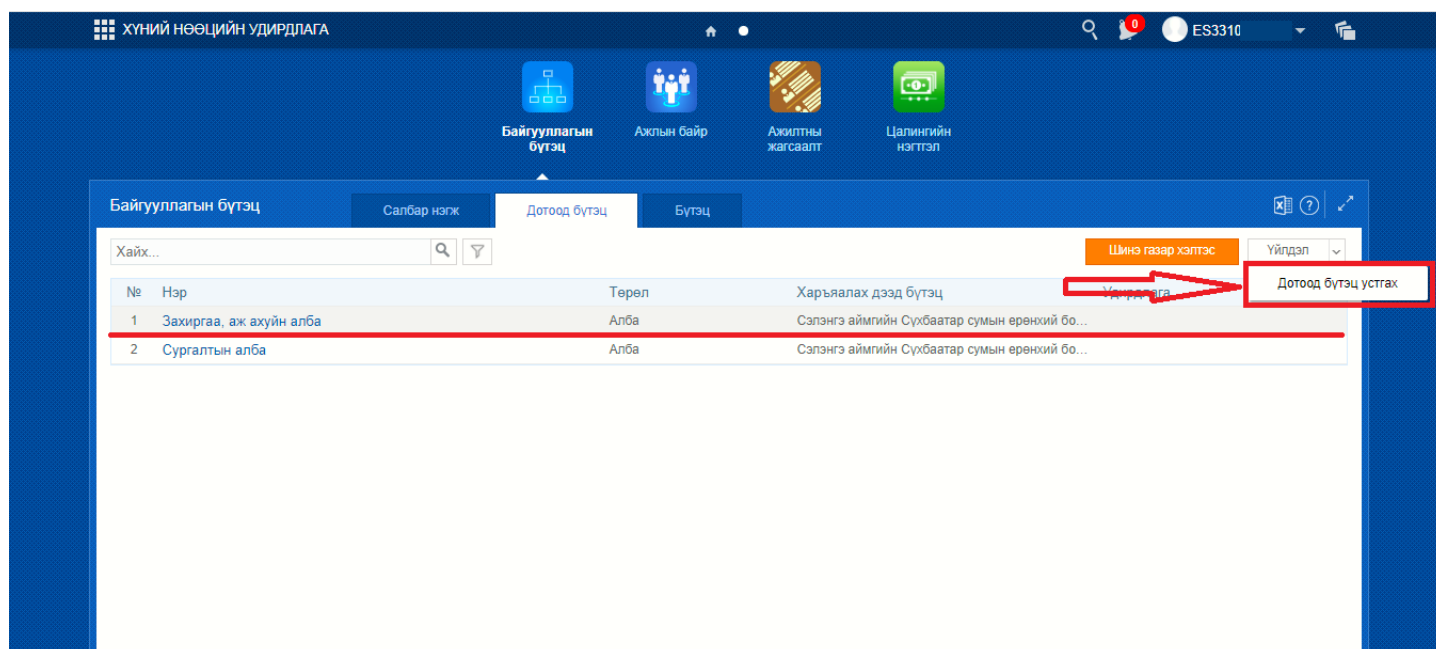 ХҮНИЙ НӨӨЦИЙН УДИРДЛАГА
0
ES3310
Байгууллагын бүтэц
Ажлын байр
Ажилтны жагсаалт
Цалингийн нэгтгэл
Байгууллагын бүтэц
Салбар нэгж
Дотоод бүтэц
Бүтэц
Хайх...
Шинэ газар хэлтэс
Үйлдэл
Дотоод бүтэц устгах
№ Нэр Төрөл Харъяалах дээд бүтэц Удирдлага
1 Захиргаа, аж ахуйн алба Алба Сэлэнгэ аймгийн Сүхбаатар сумын ерөнхий бо...
2 Сургалтын алба Алба Сэлэнгэ аймгийн Сүхбаатар сумын ерөнхий бо...